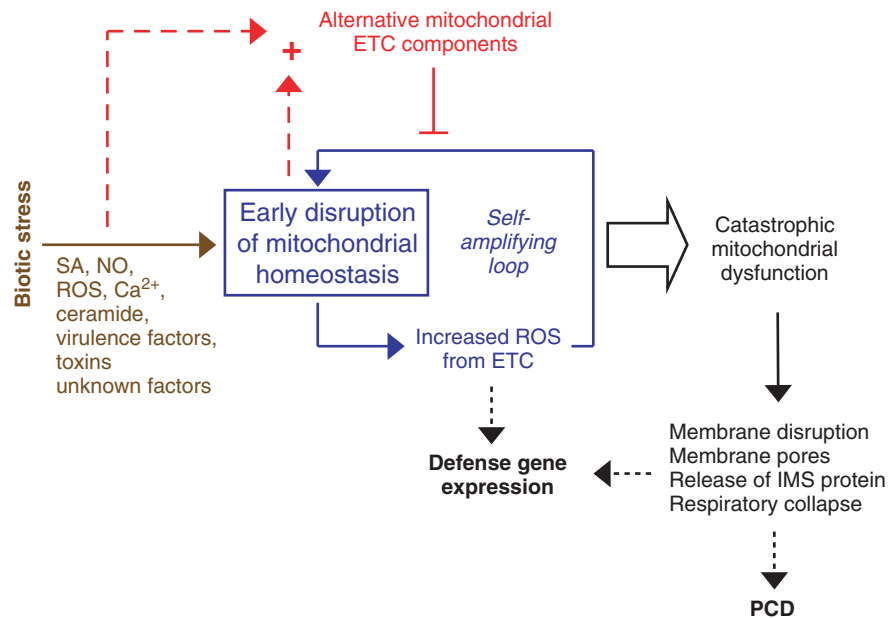 Alternative mitochondrial
ETC components
+
Biotic stress
SA, NO,
ROS, Ca²⁺,
ceramide,
virulence factors,
toxins
unknown factors
Early disruption
of mitochondrial
homeostasis
Self-
amplifying
loop
Increased ROS
from ETC
Catastrophic
mitochondrial
dysfunction
Defense gene
expression
Membrane disruption
Membrane pores
Release of IMS protein
Respiratory collapse
PCD